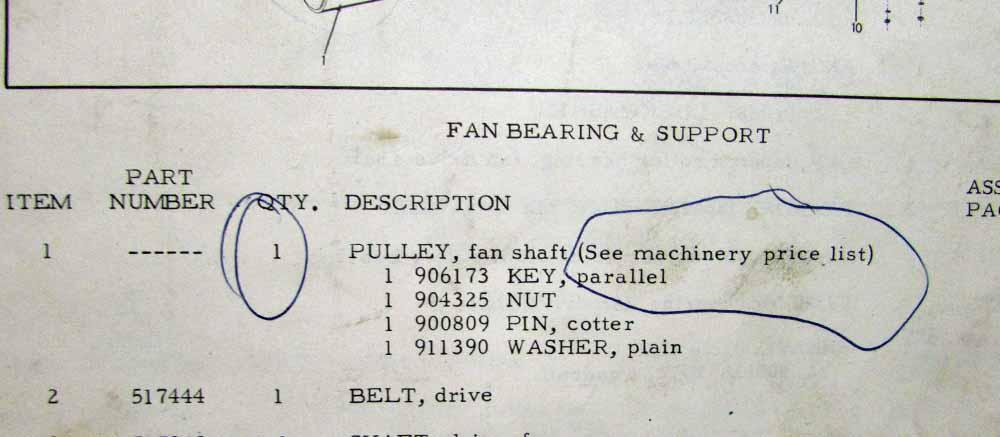 1
11
10
FAN BEARING & SUPPORT
ITEM PART NUMBER QTY. DESCRIPTION
1 ------ 1 PULLEY, fan shaft (See machinery price list)
1 906173 KEY, parallel
1 904325 NUT
1 900809 PIN, cotter
1 911390 WASHER, plain
2 517444 1 BELT, drive